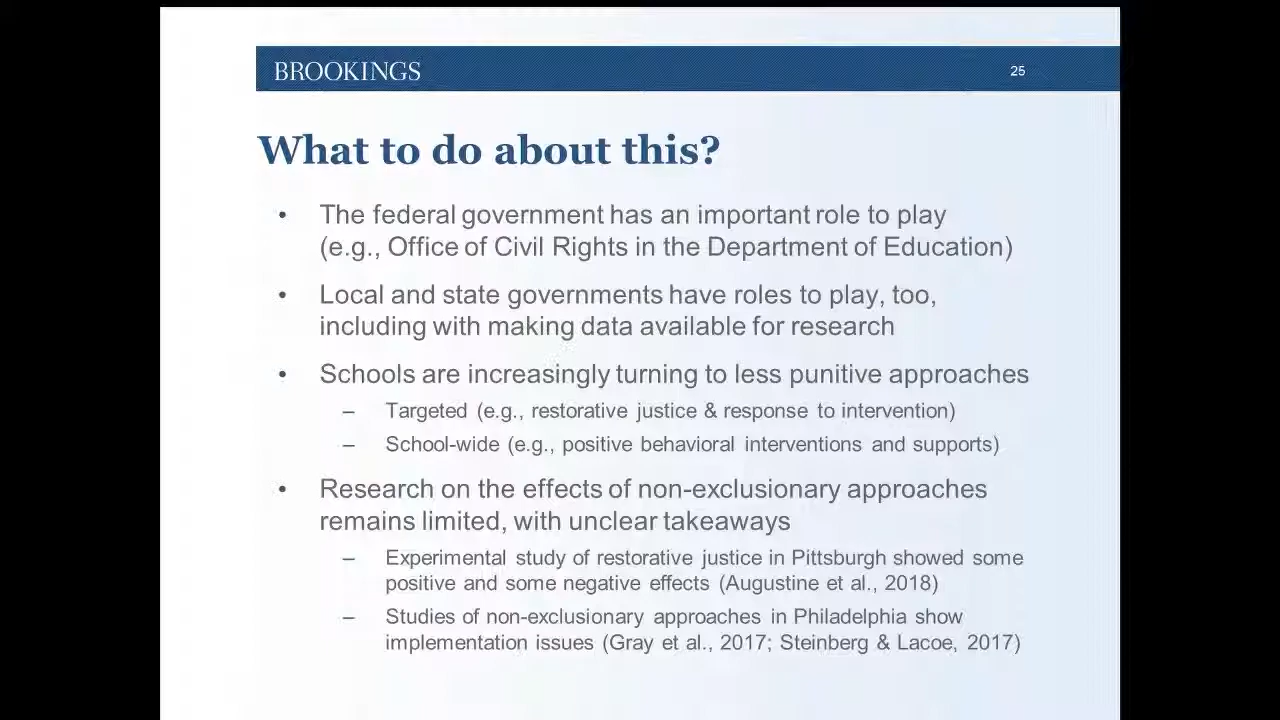 BROOKINGS
25
What to do about this?
• The federal government has an important role to play
(e.g., Office of Civil Rights in the Department of Education)
• Local and state governments have roles to play, too,
including with making data available for research
• Schools are increasingly turning to less punitive approaches
– Targeted (e.g., restorative justice & response to intervention)
– School-wide (e.g., positive behavioral interventions and supports)
• Research on the effects of non-exclusionary approaches
remains limited, with unclear takeaways
– Experimental study of restorative justice in Pittsburgh showed some
positive and some negative effects (Augustine et al., 2018)
– Studies of non-exclusionary approaches in Philadelphia show
implementation issues (Gray et al., 2017; Steinberg & Lacoe, 2017)